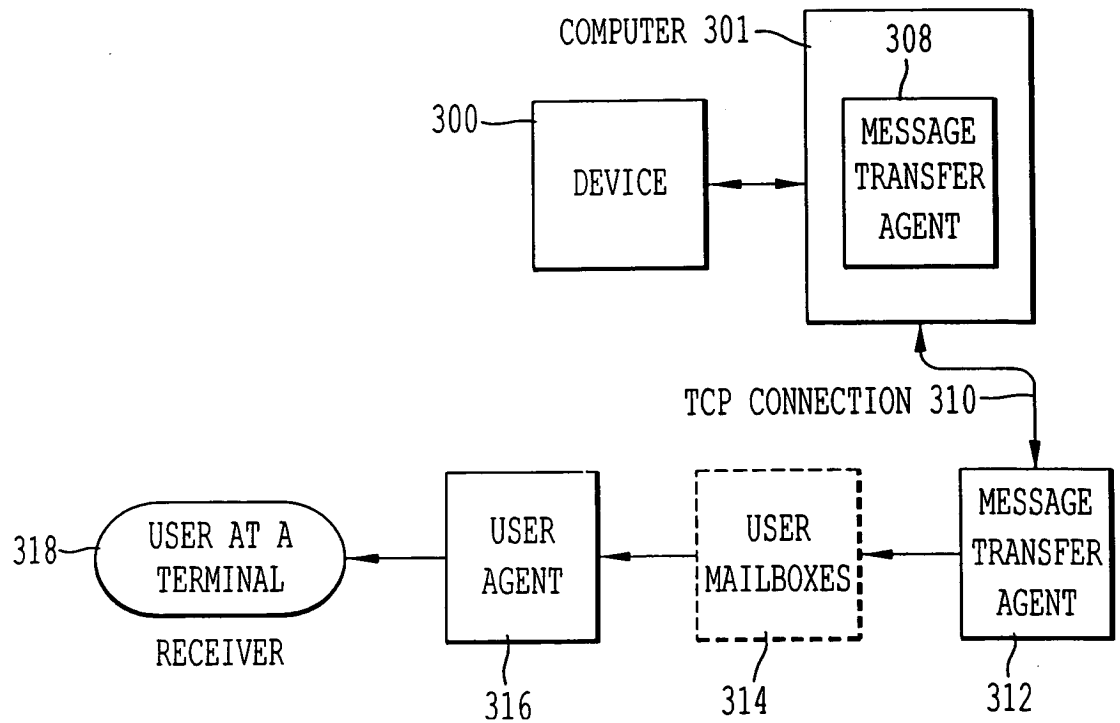 COMPUTER 301
308
300
DEVICE
MESSAGE
TRANSFER
AGENT
TCP CONNECTION 310
318
USER AT A
TERMINAL
RECEIVER
USER
AGENT
316
USER
MAILBOXES
314
MESSAGE
TRANSFER
AGENT
312